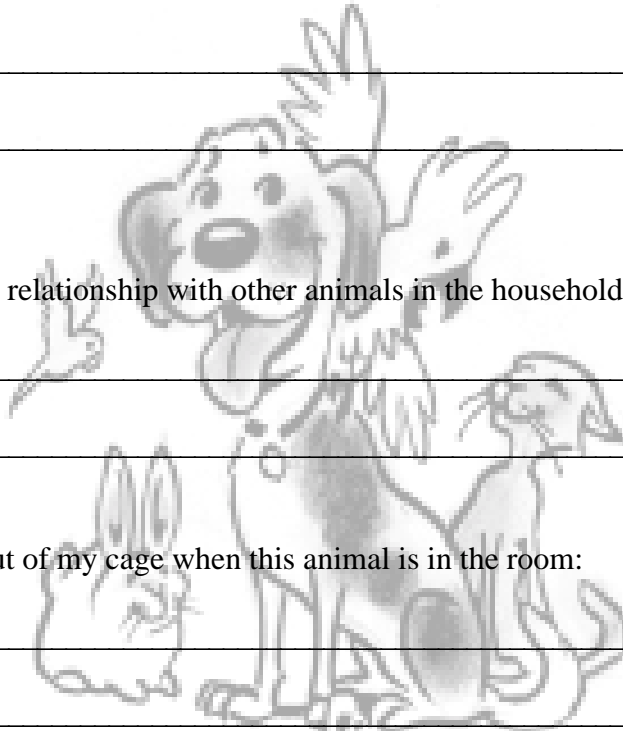 relationship with other animals in the household
of my cage when this animal is in the room: